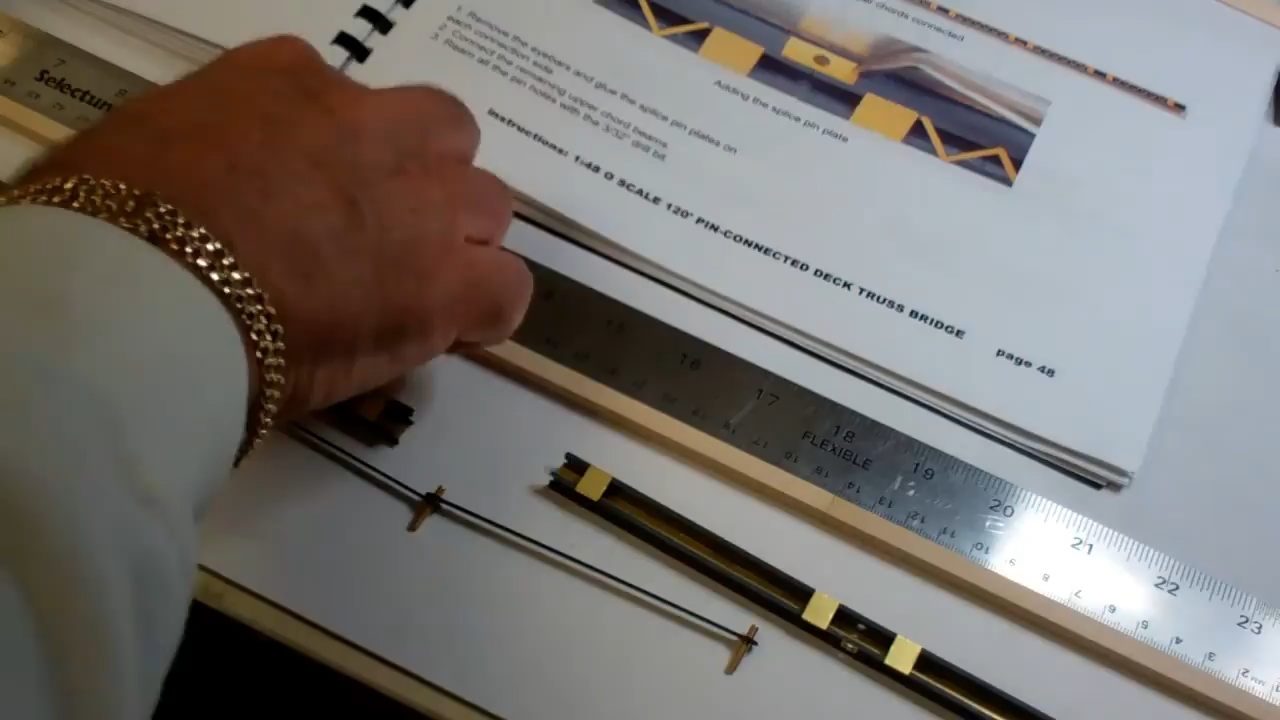 chords connected
Adding the splice pin plate
1. Remove the eyebars and glue the splice pin plates on
each connection side
2. Connect the remaining upper chord beams
3. Ream all the pin holes with the 3/32" drill bit
Instructions: 1:48 O SCALE 120' PIN-CONNECTED DECK TRUSS BRIDGE
page 48
7 8 15 16 17 18 19 20 21 22 23
FLEXIBLE